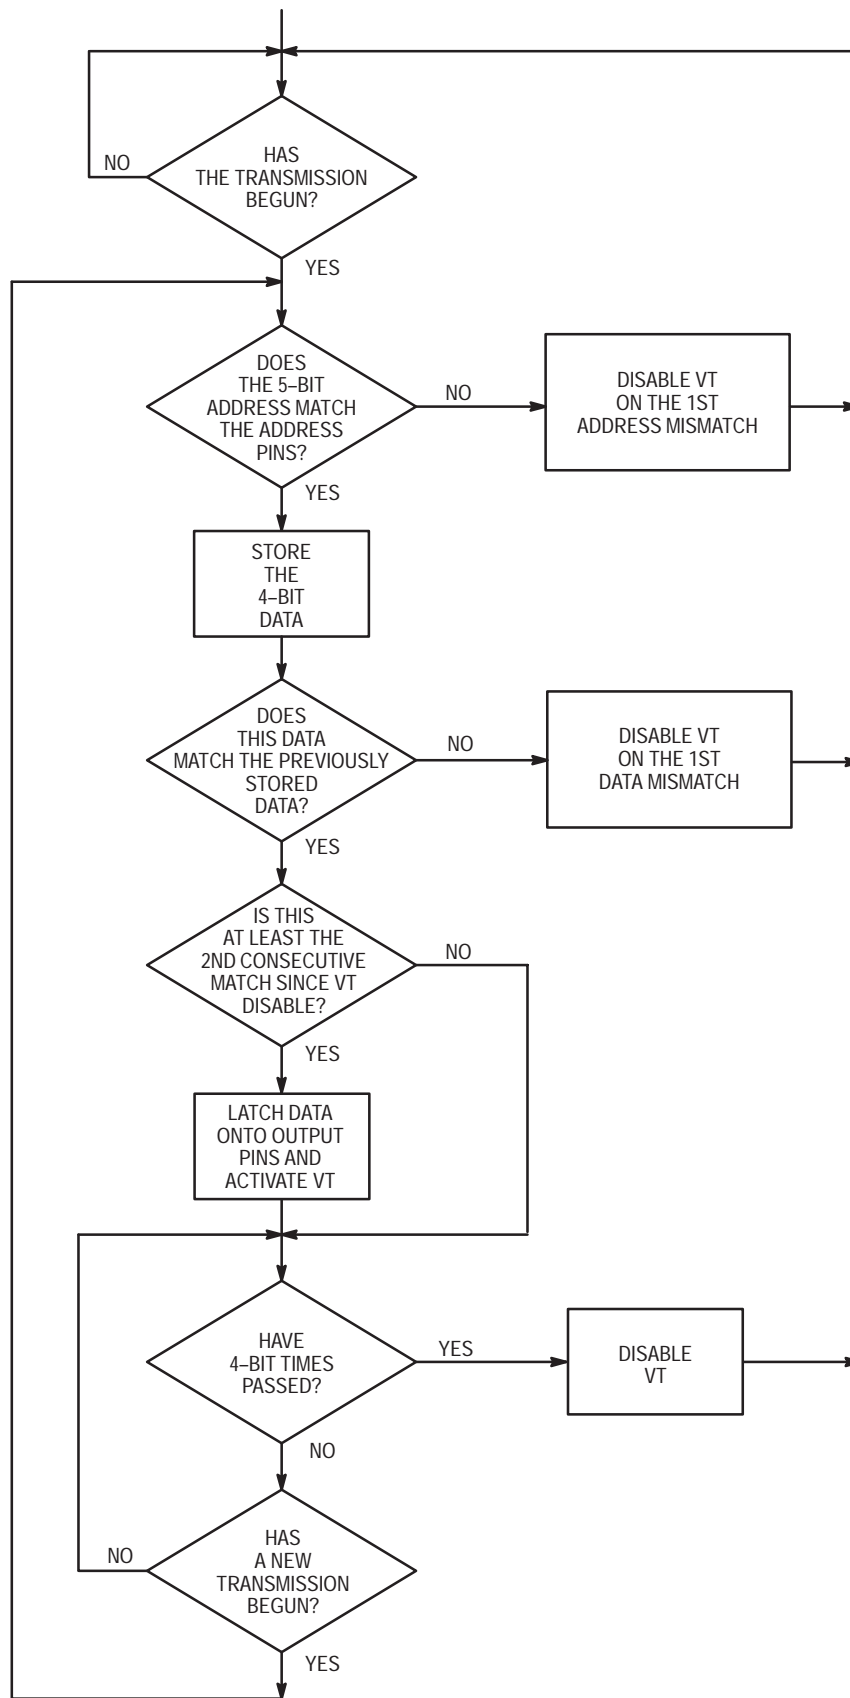 NO
HAS
THE TRANSMISSION
BEGUN?
YES
DOES
THE 5–BIT
ADDRESS MATCH
THE ADDRESS
PINS?
NO
DISABLE VT
ON THE 1ST
ADDRESS MISMATCH
YES
STORE
THE
4–BIT
DATA
DOES
THIS DATA
MATCH THE PREVIOUSLY
STORED
DATA?
NO
DISABLE VT
ON THE 1ST
DATA MISMATCH
YES
IS THIS
AT LEAST THE
2ND CONSECUTIVE
MATCH SINCE VT
DISABLE?
NO
YES
LATCH DATA
ONTO OUTPUT
PINS AND
ACTIVATE VT
HAVE
4–BIT TIMES
PASSED?
YES
DISABLE
VT
NO
NO
HAS
A NEW
TRANSMISSION
BEGUN?
YES